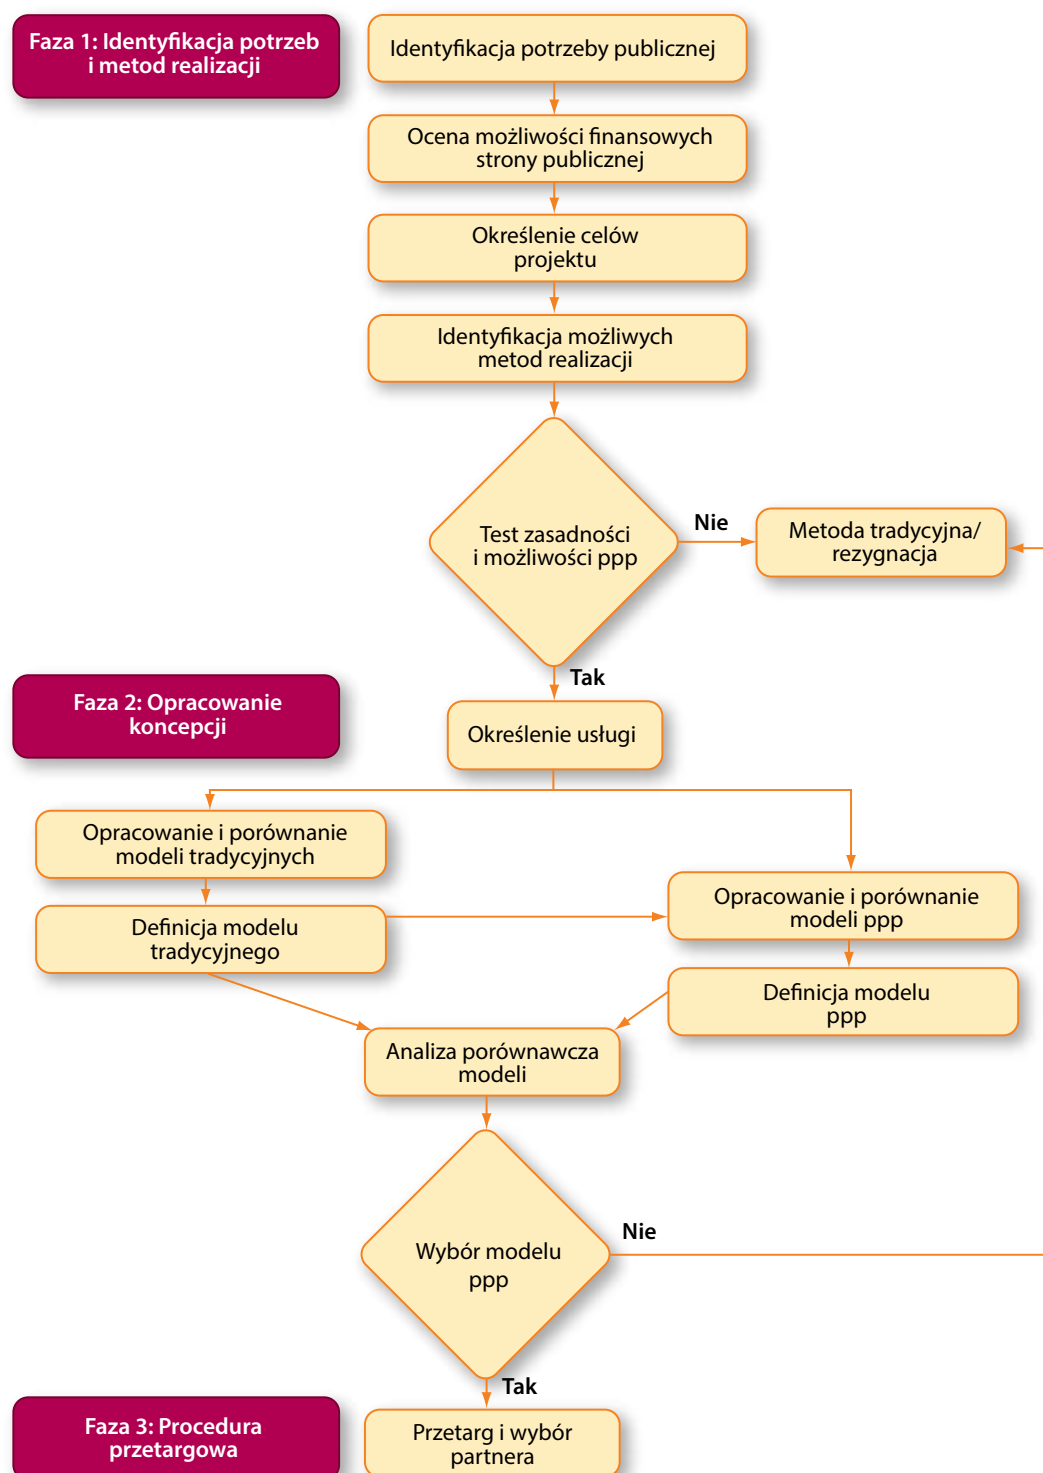 Faza 1: Identyfikacja potrzeb
i metod realizacji
Identyfikacja potrzeby publicznej
Ocena możliwości finansowych
strony publicznej
Określenie celów
projektu
Identyfikacja możliwych
metod realizacji
Test zasadności
i możliwości ppp
Nie
Metoda tradycyjna/
rezygnacja
Tak
Faza 2: Opracowanie
koncepcji
Określenie usługi
Opracowanie i porównanie
modeli tradycyjnych
Opracowanie i porównanie
modeli ppp
Definicja modelu
tradycyjnego
Definicja modelu
ppp
Analiza porównawcza
modeli
Wybór modelu
ppp
Nie
Tak
Faza 3: Procedura
przetargowa
Przetarg i wybór
partnera